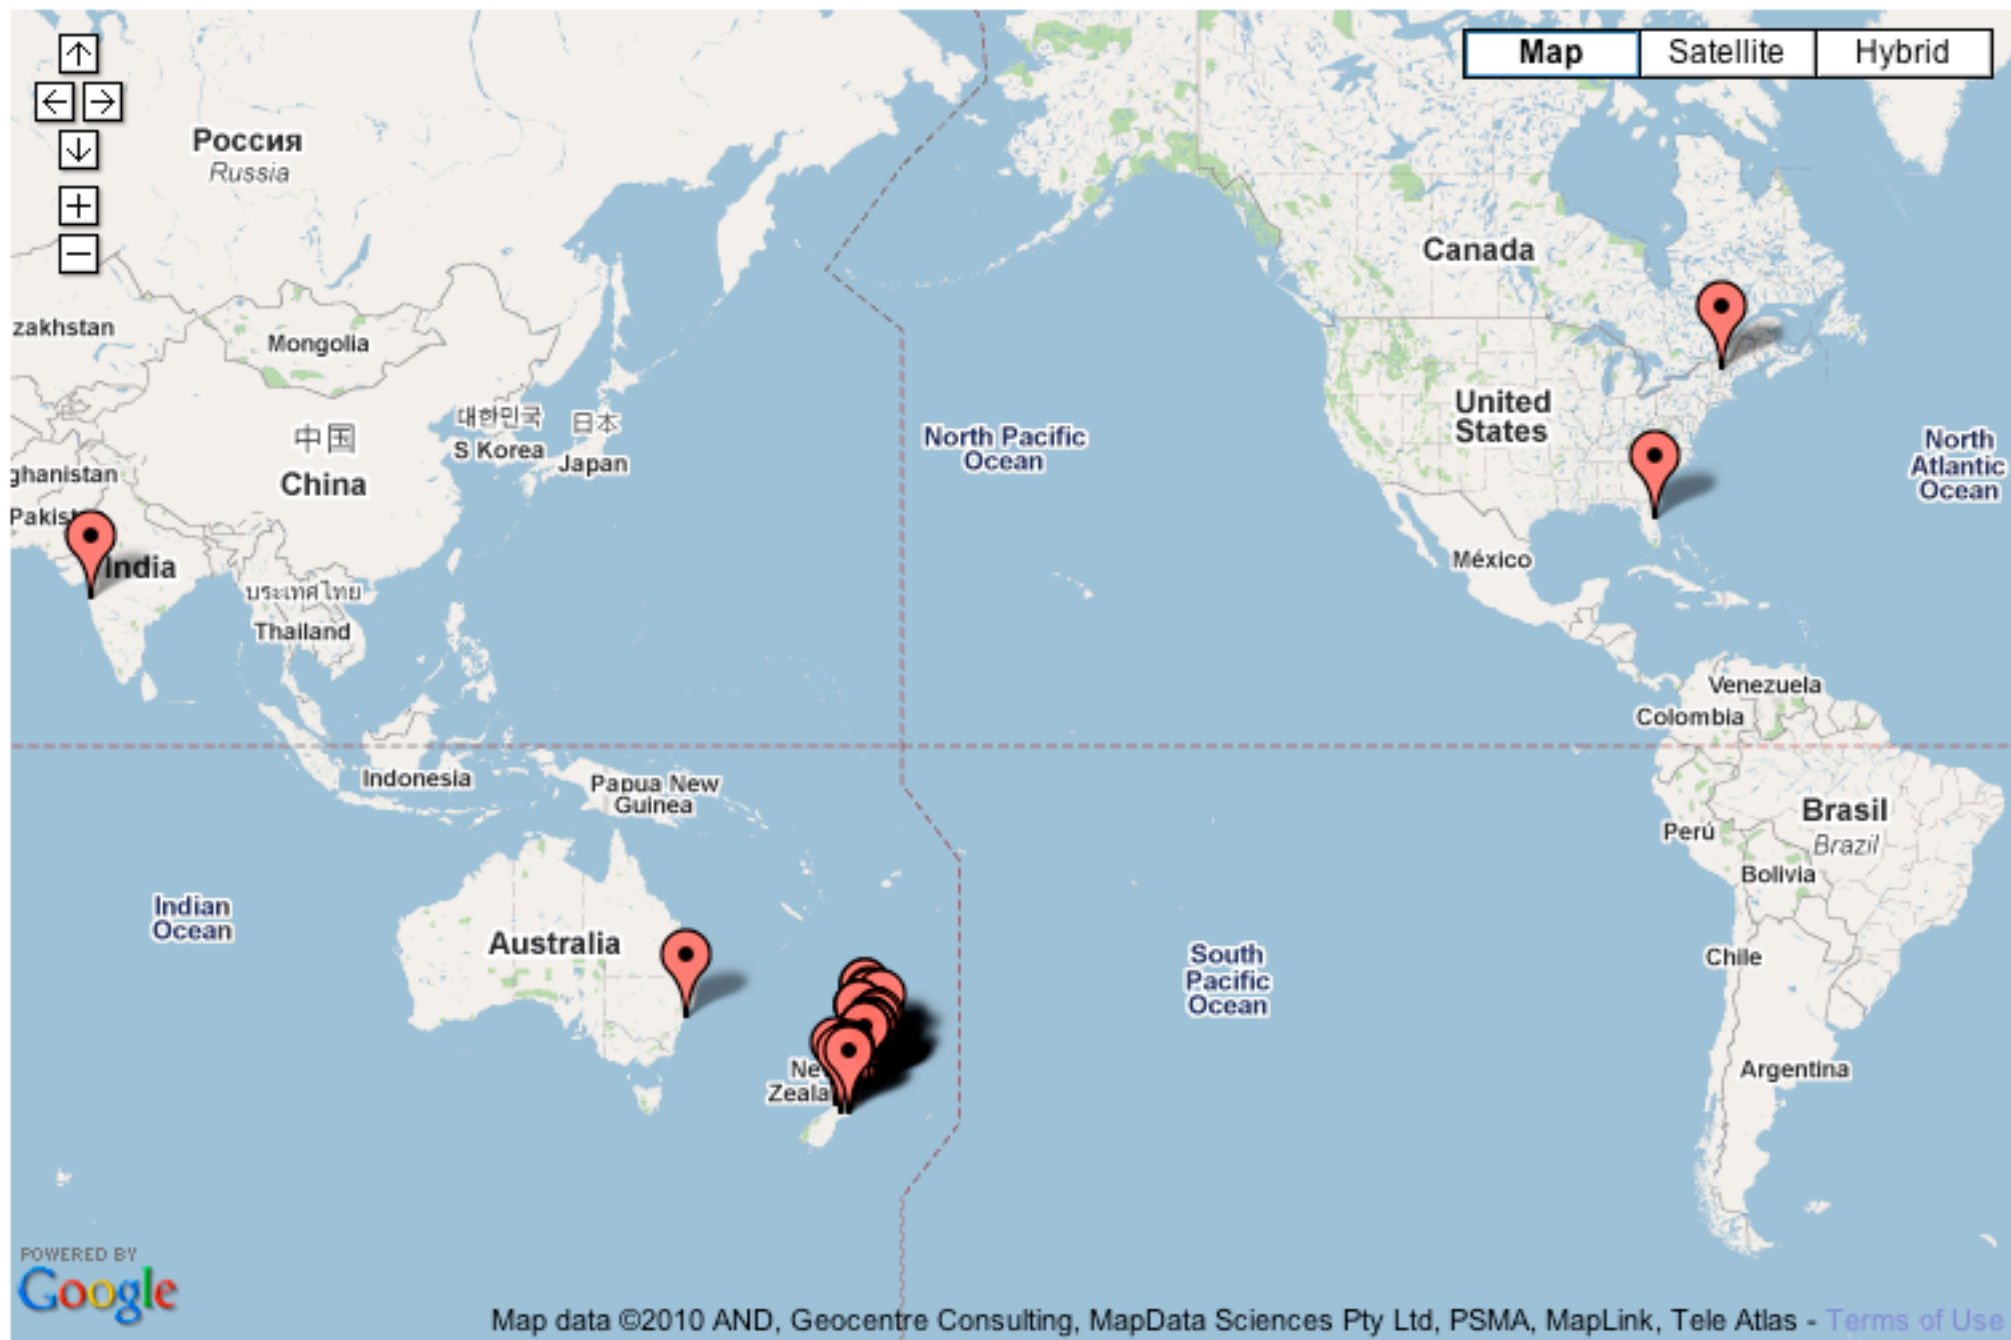 Map
Satellite
Hybrid
Россия
Russia
Canada
zakhstan
Mongolia
United
States
대한민국
S Korea
日本
Japan
中国
China
North Pacific
Ocean
North
Atlantic
Ocean
ghanistan
Pakist
India
México
ประเทศไทย
Thailand
Venezuela
Colombia
Indonesia
Papua New
Guinea
Brasil
Brazil
Perú
Bolivia
Indian
Ocean
Australia
South
Pacific
Ocean
Chile
Ne
Zeala
Argentina
POWERED BY
Google
Map data ©2010 AND, Geocentre Consulting, MapData Sciences Pty Ltd, PSMA, MapLink, Tele Atlas - Terms of Use